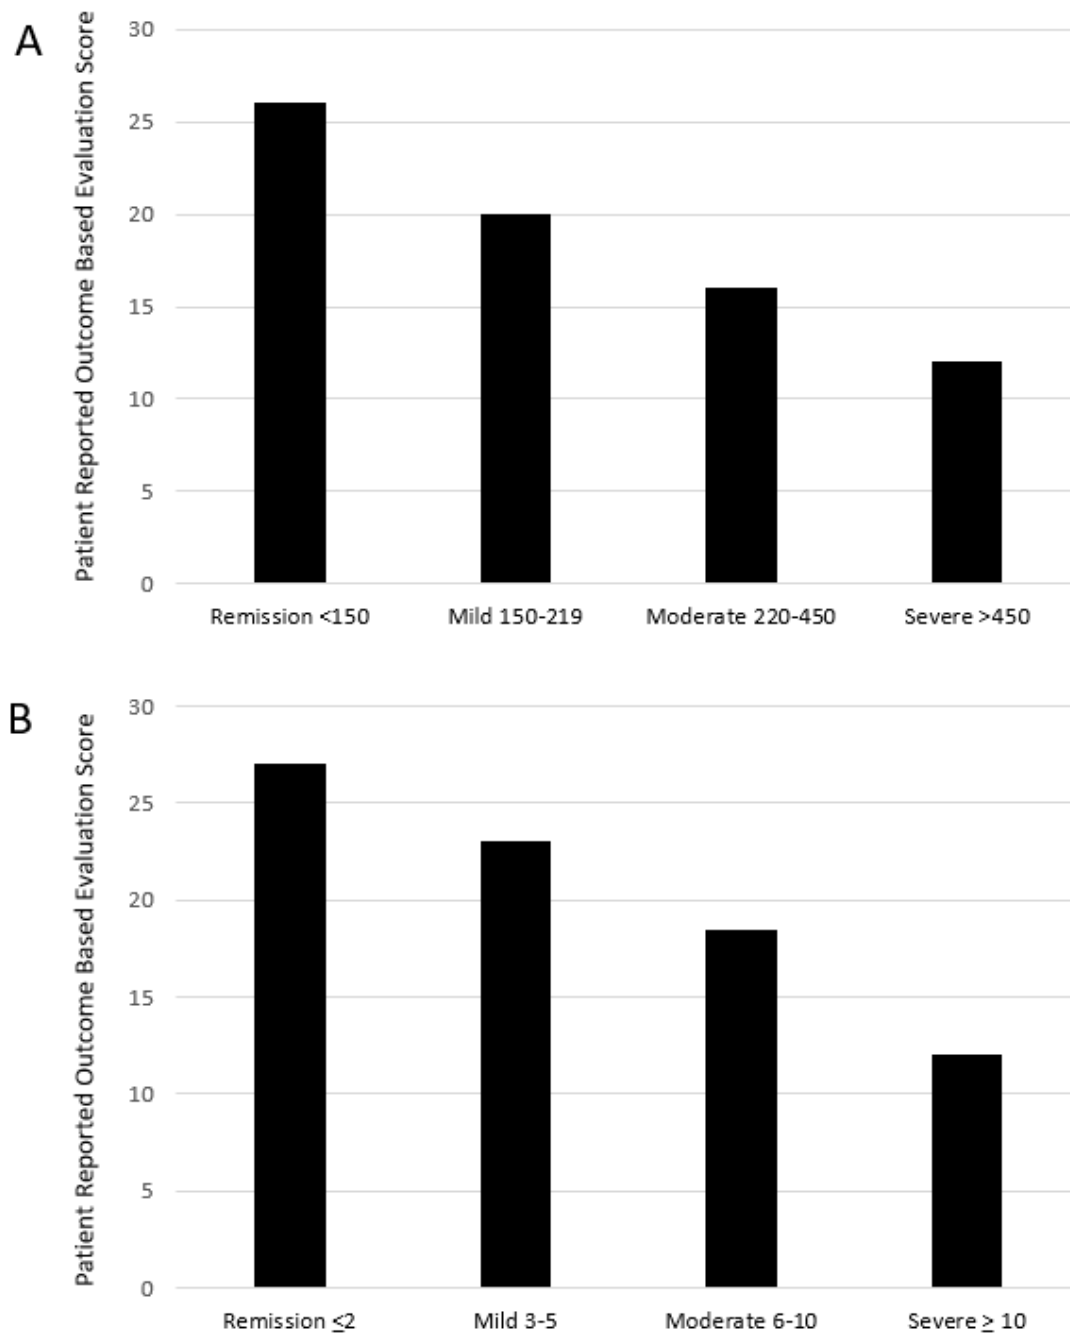 A
Patient Reported Outcome Based Evaluation Score
30
25
20
15
10
5
0
Remission <150
Mild 150-219
Moderate 220-450
Severe >450
B
Patient Reported Outcome Based Evaluation Score
30
25
20
15
10
5
0
Remission ≤2
Mild 3-5
Moderate 6-10
Severe ≥ 10